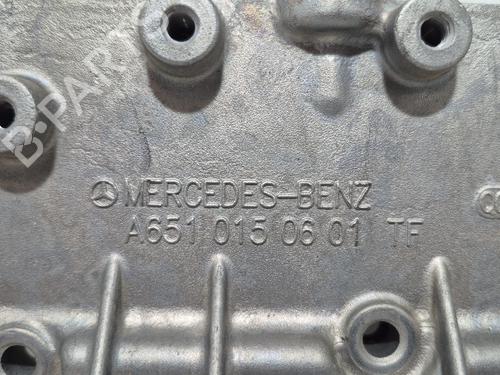 B-PARTS
MERCEDES-BENZ
A651 015 06 01 TF